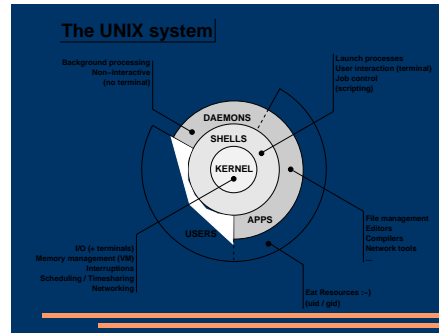 The UNIX system
Background processing
Non-interactive
(no terminal)
Launch processes
User interaction (terminal)
Job control
(scripting)
DAEMONS
SHELLS
KERNEL
APPS
USERS
File management
Editors
Compilers
Network tools
...
I/O (+ terminals)
Memory management (VM)
Interruptions
Scheduling / Timesharing
Networking
Eat Resources :-)
(uid / gid)